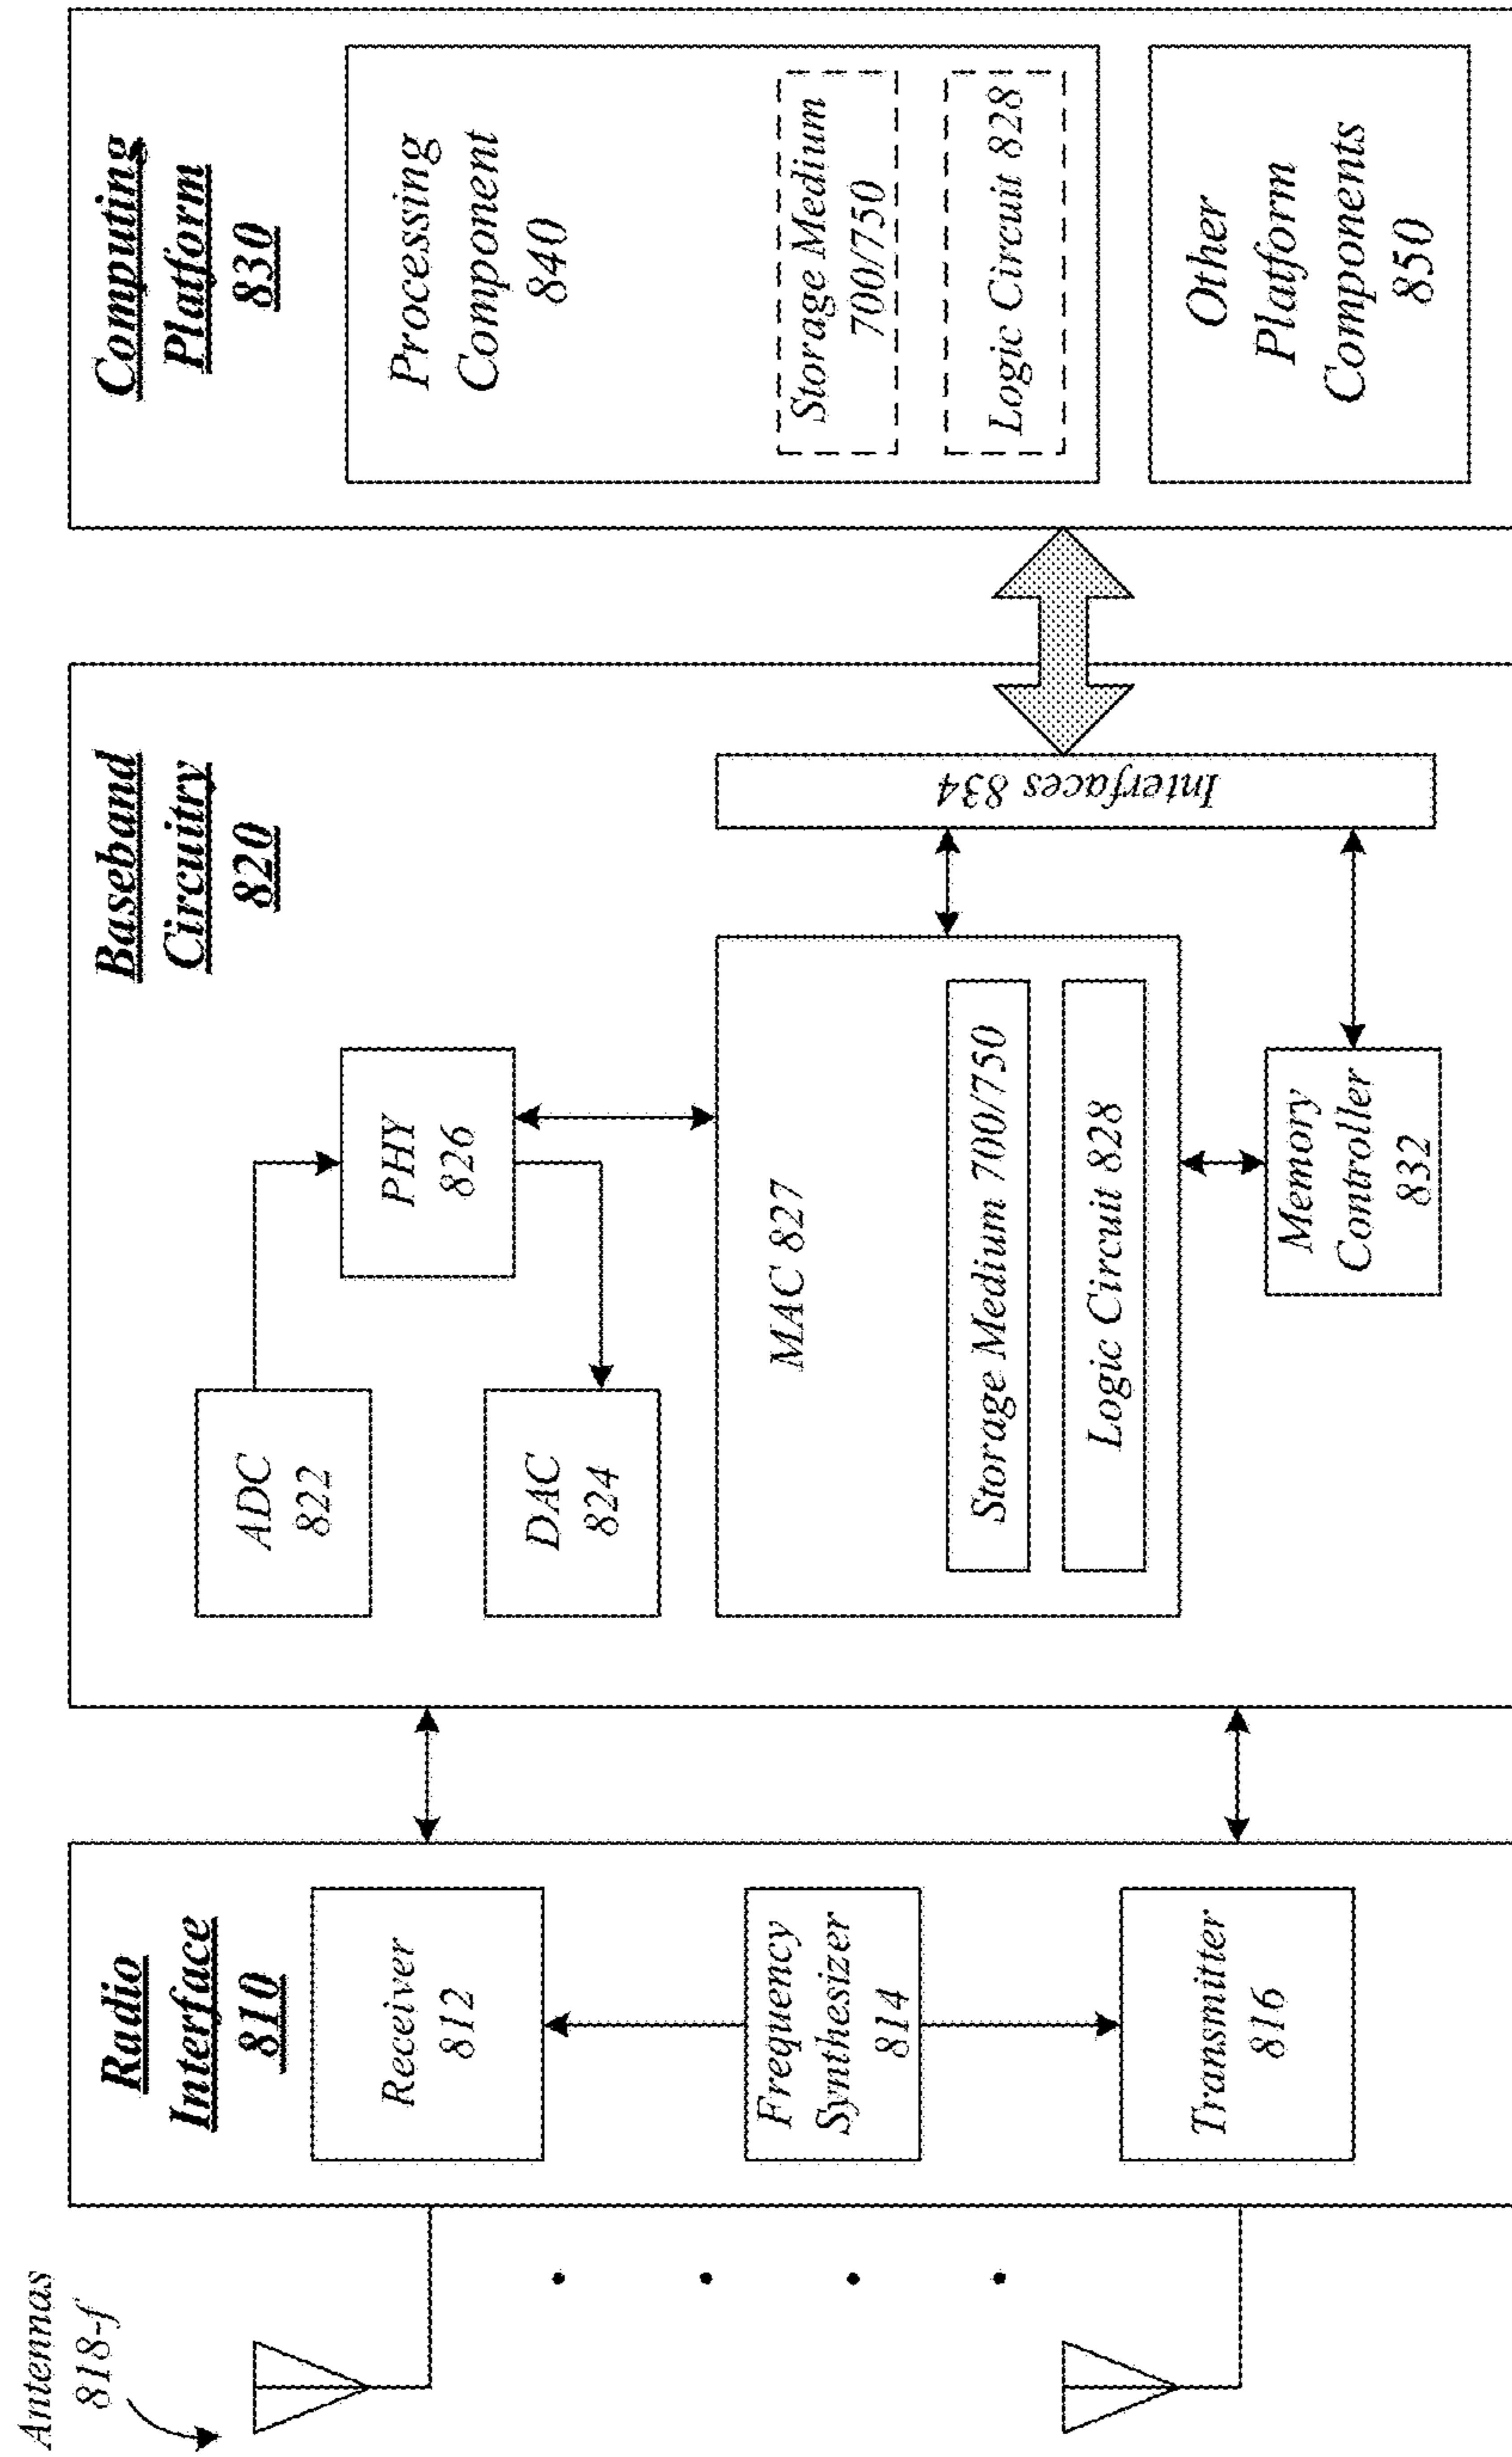 Antennas
818-f
Radio
Interface
810
Receiver
812
Frequency
Synthesizer
814
Transmitter
816
Baseband
Circuitry
820
ADC
822
DAC
824
PHY
826
MAC 827
Storage Medium 700/750
Logic Circuit 828
Memory
Controller
832
Interfaces 834
Computing
Platform
830
Processing
Component
840
Storage Medium
700/750
Logic Circuit 828
Other
Platform
Components
850